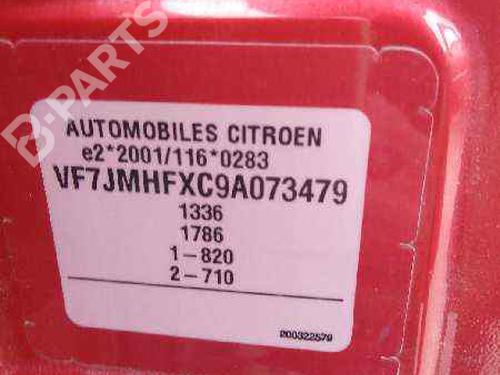 B-PARTS
AUTOMOBILES CITROEN
e2*2001/116*0283
VF7JMHFXC9A073479
1336
1786
1-820
2-710
200322579